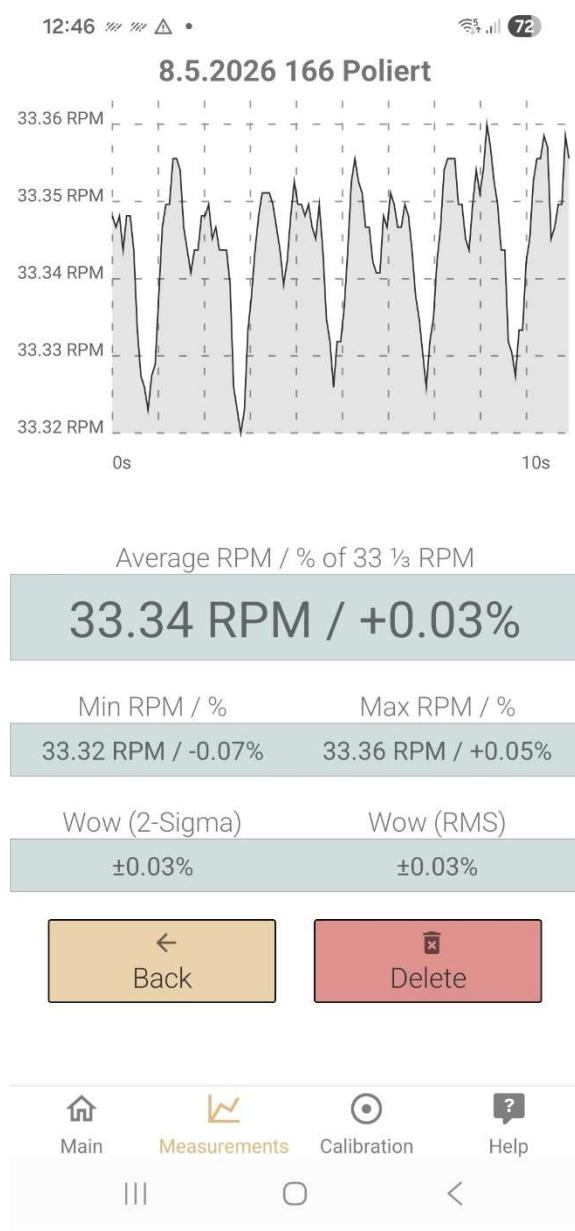 12:46 72
8.5.2026 166 Poliert
33.36 RPM
33.35 RPM
33.34 RPM
33.33 RPM
33.32 RPM
0s 10s
Average RPM / % of 33 ⅓ RPM
33.34 RPM / +0.03%
Min RPM / % Max RPM / %
33.32 RPM / -0.07% 33.36 RPM / +0.05%
Wow (2-Sigma) Wow (RMS)
±0.03% ±0.03%
Back Delete
Main Measurements Calibration Help